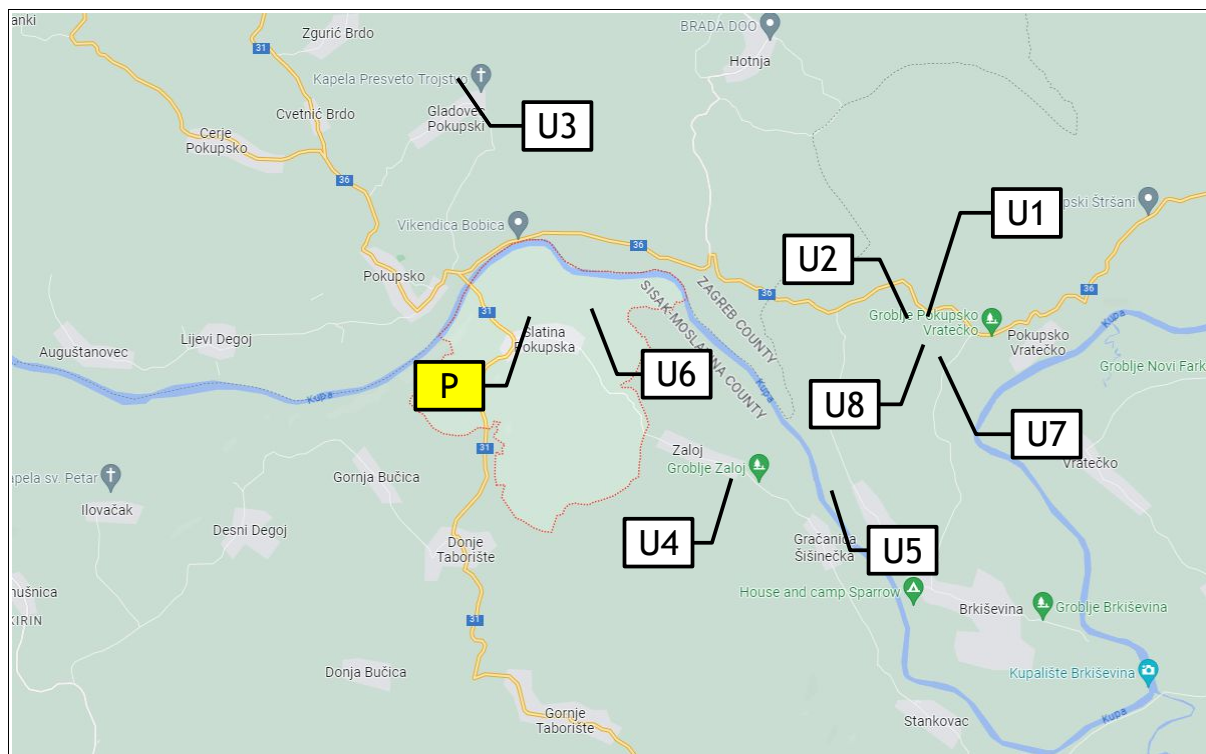 anki
Zgurić Brdo
31
BRADA DOO
Hotnja
Kapela Presveto Trojstvo
Cvetnić Brdo
Gladovec
Pokupski
U3
Cerje
Pokupsko
36
36
pski Štršani
U1
Vikendica Bobica
36
U2
Pokupsko
ZAGREB COUNTY
SISAK-MOSLAVINA COUNTY
36
36
31
Groblje Pokupsko
Vratečko
Kupa
Slatina
Pokupska
Lijevi Degoj
Auguštanovec
Pokupsko
Vratečko
Groblje Novi Fark
P
U6
Kupa
Kupa
U8
U7
31
Zaloj
Groblje Zaloj
Vratečko
apela sv. Petar
Gornja Bučica
Ilovačak
Desni Degoj
Donje
Taborište
U4
U5
Gračanica
Šišinečka
nušnica
KIRIN
House and camp Sparrow
Brkiševina
Groblje Brkiševina
31
Donja Bučica
Kupalište Brkiševina
Gornje
Taborište
Stankovac
Kupa